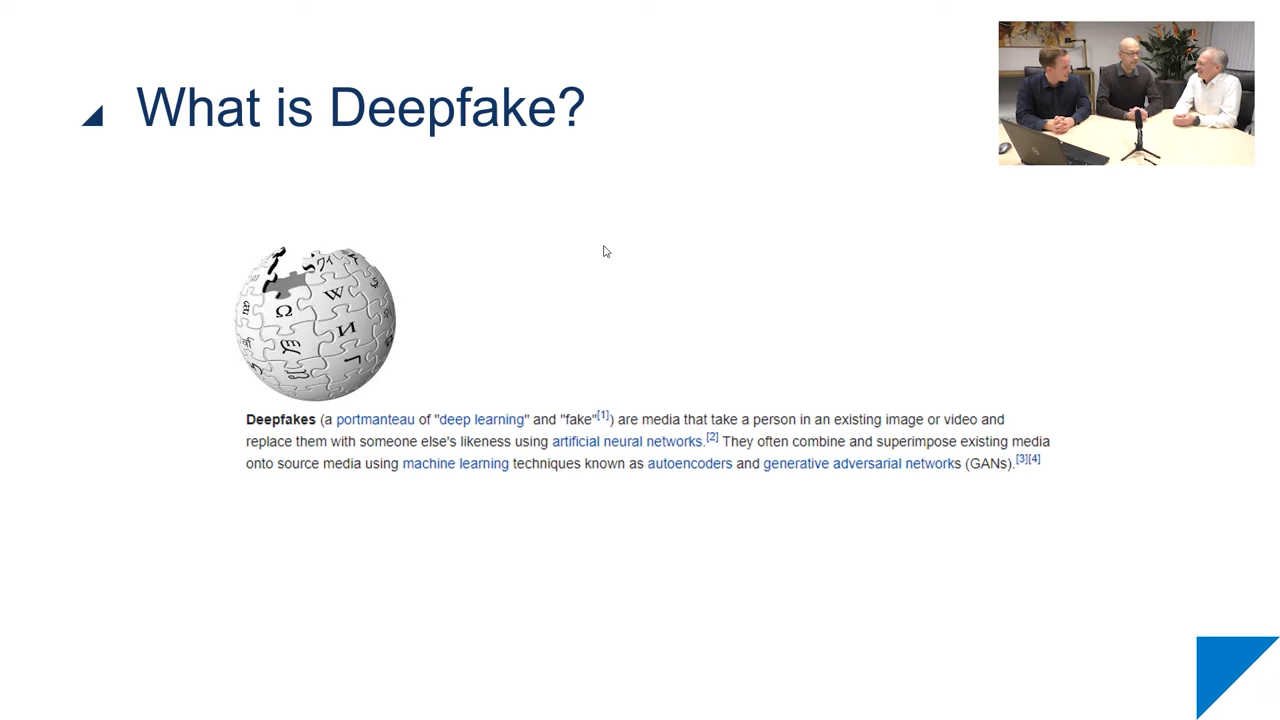 What is Deepfake?
Ω W И
Deepfakes (a portmanteau of "deep learning" and "fake"[1]) are media that take a person in an existing image or video and
replace them with someone else's likeness using artificial neural networks.[2] They often combine and superimpose existing media
onto source media using machine learning techniques known as autoencoders and generative adversarial networks (GANs).[3][4]